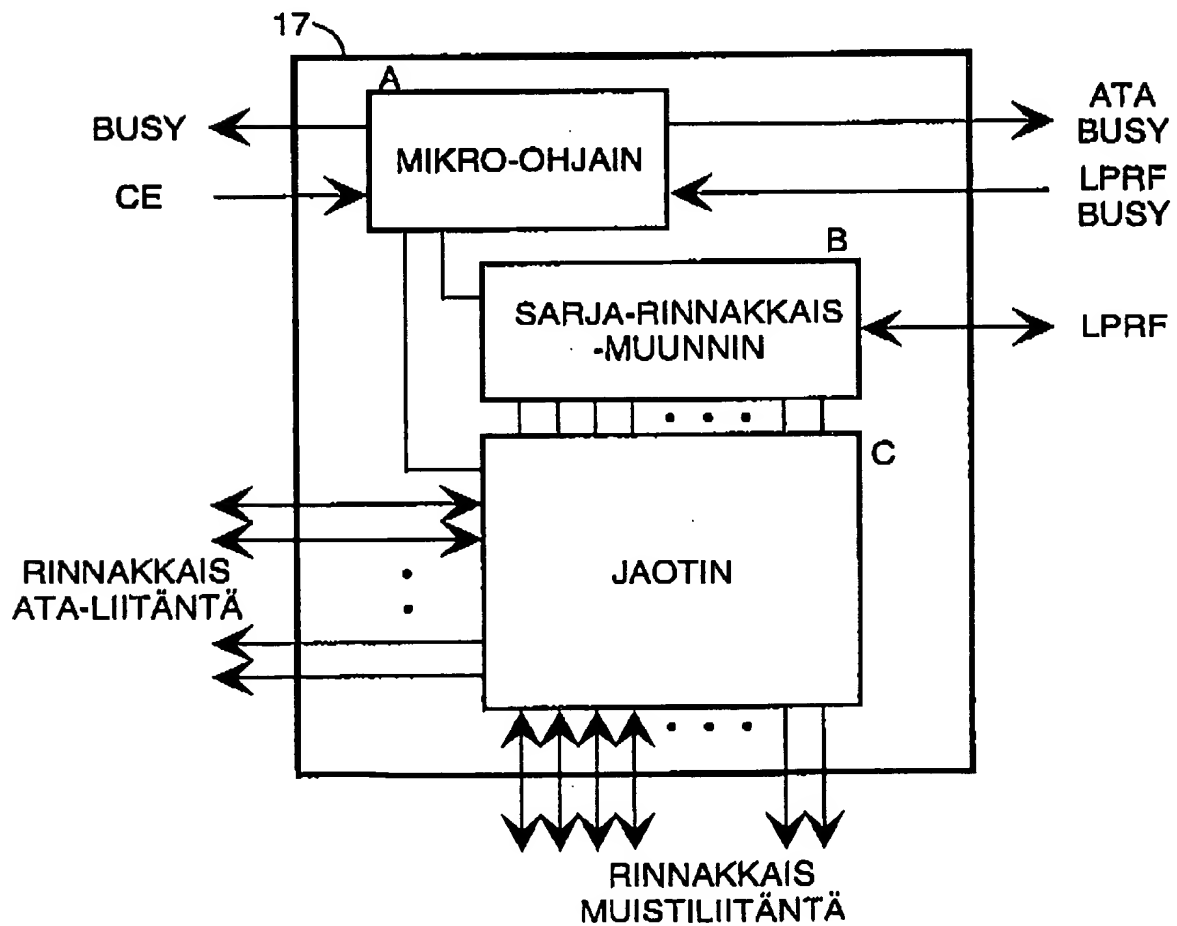 17
A
BUSY
MIKRO-OHJAIN
ATA
BUSY
CE
LPRF
BUSY
B
SARJA-RINNAKKAIS
-MUUNNIN
LPRF
C
RINNAKKAIS
ATA-LIITÄNTÄ
JAOTIN
RINNAKKAIS
MUISTILIITÄNTÄ